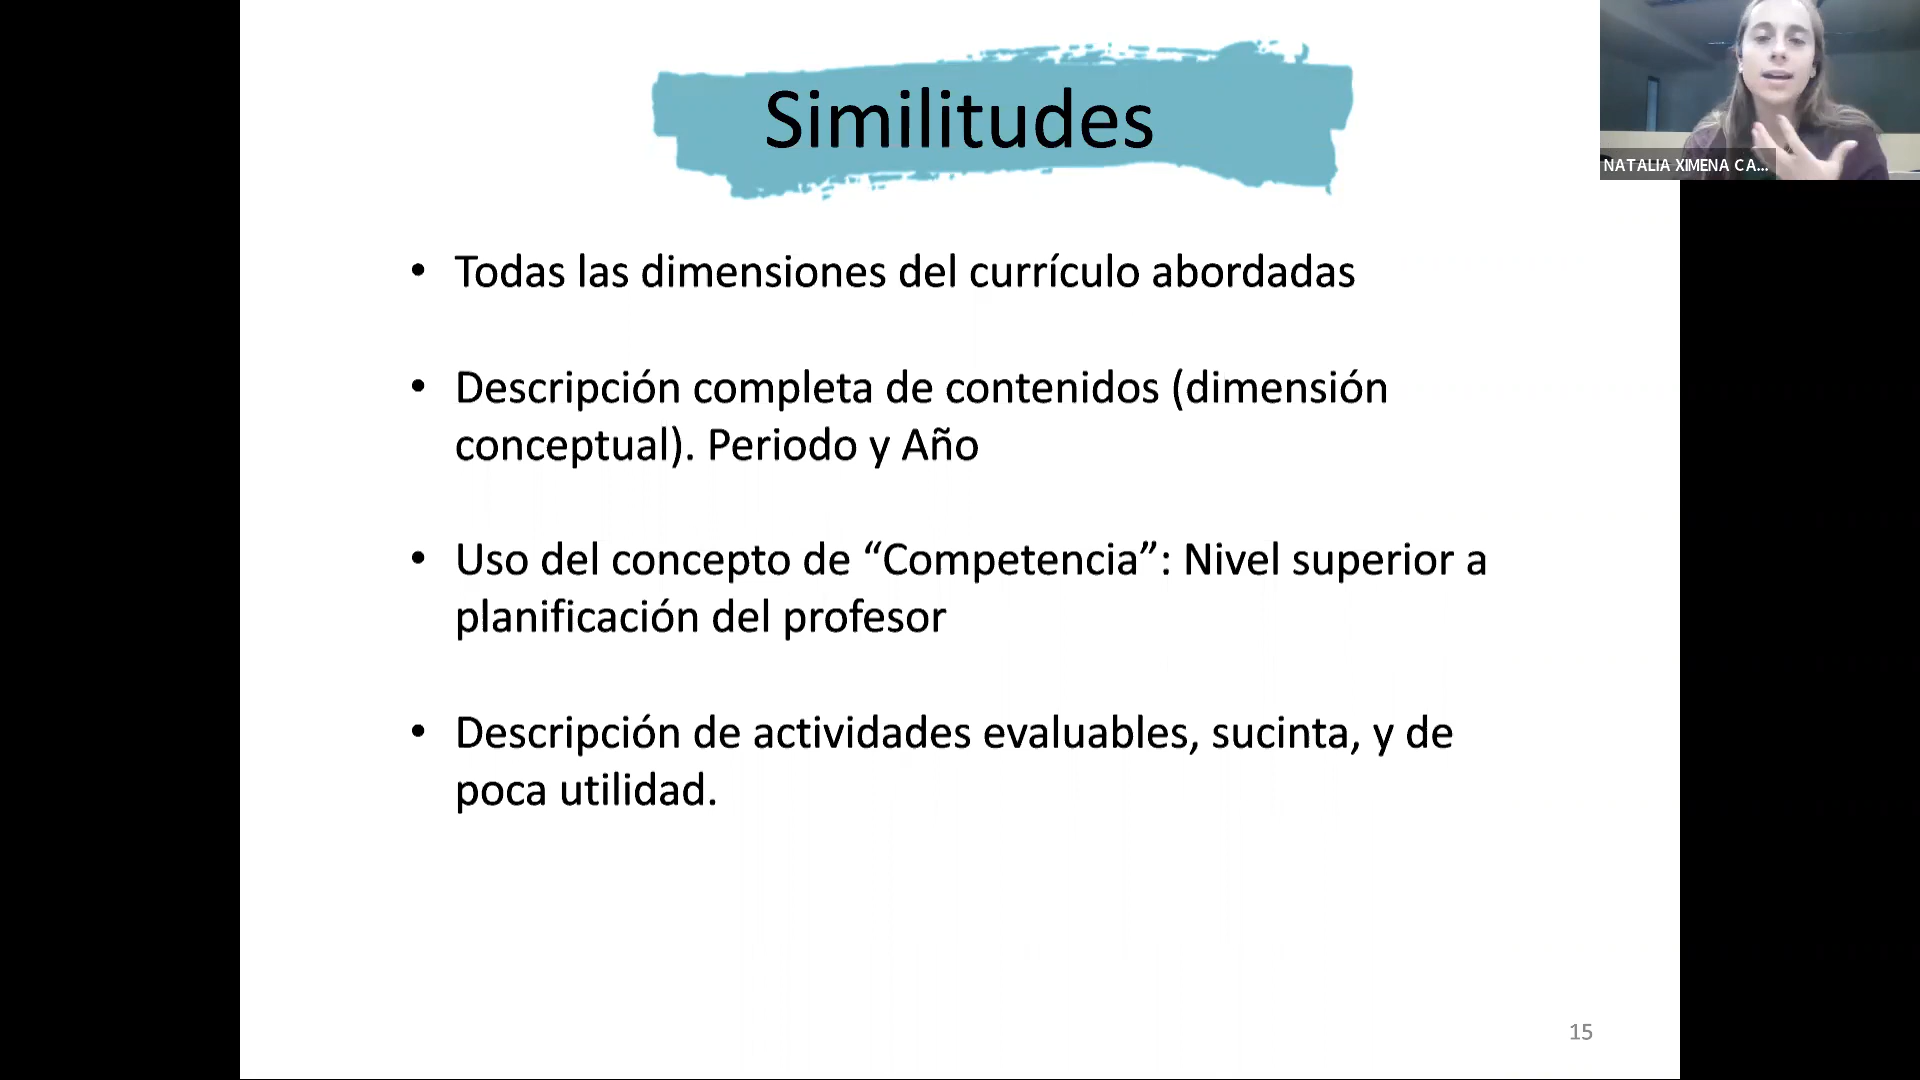 Similitudes
NATALIA XIMENA CA...
• Todas las dimensiones del currículo abordadas
• Descripción completa de contenidos (dimensión
conceptual). Periodo y Año
• Uso del concepto de “Competencia”: Nivel superior a
planificación del profesor
• Descripción de actividades evaluables, sucinta, y de
poca utilidad.
15